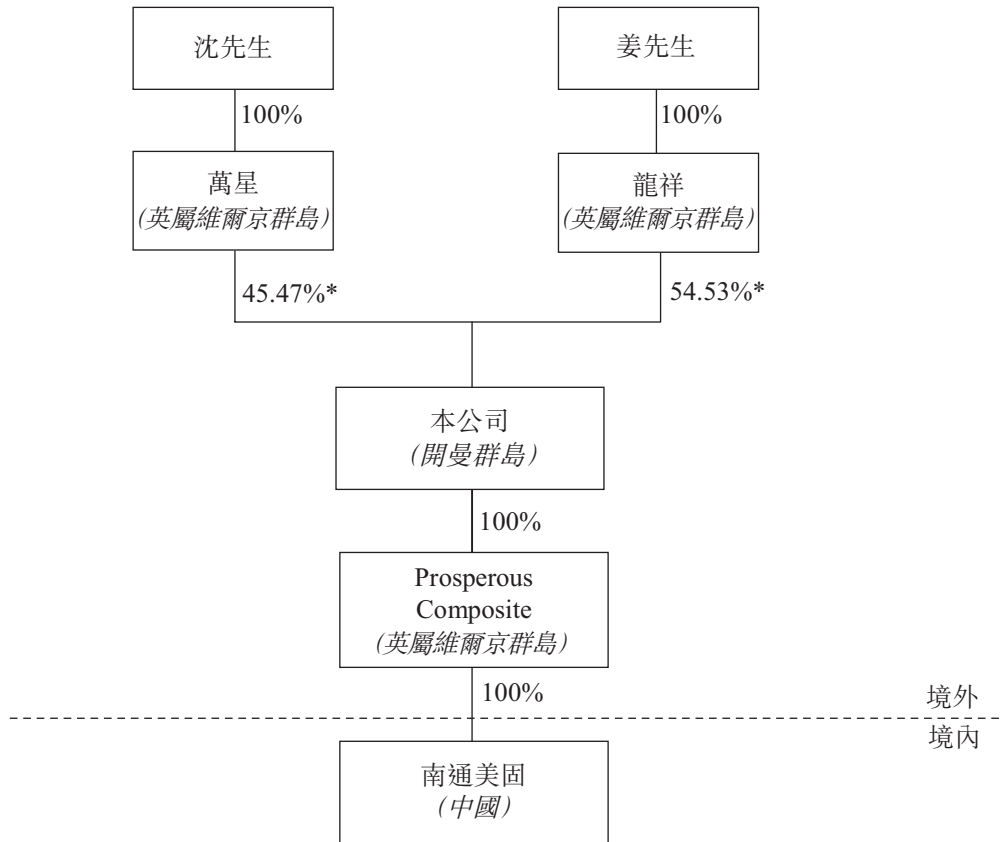 沈先生
姜先生
100%
100%
萬星
(英屬維爾京群島)
龍祥
(英屬維爾京群島)
45.47%*
54.53%*
本公司
(開曼群島)
100%
Prosperous
Composite
(英屬維爾京群島)
100%
境外
境內
南通美固
(中國)